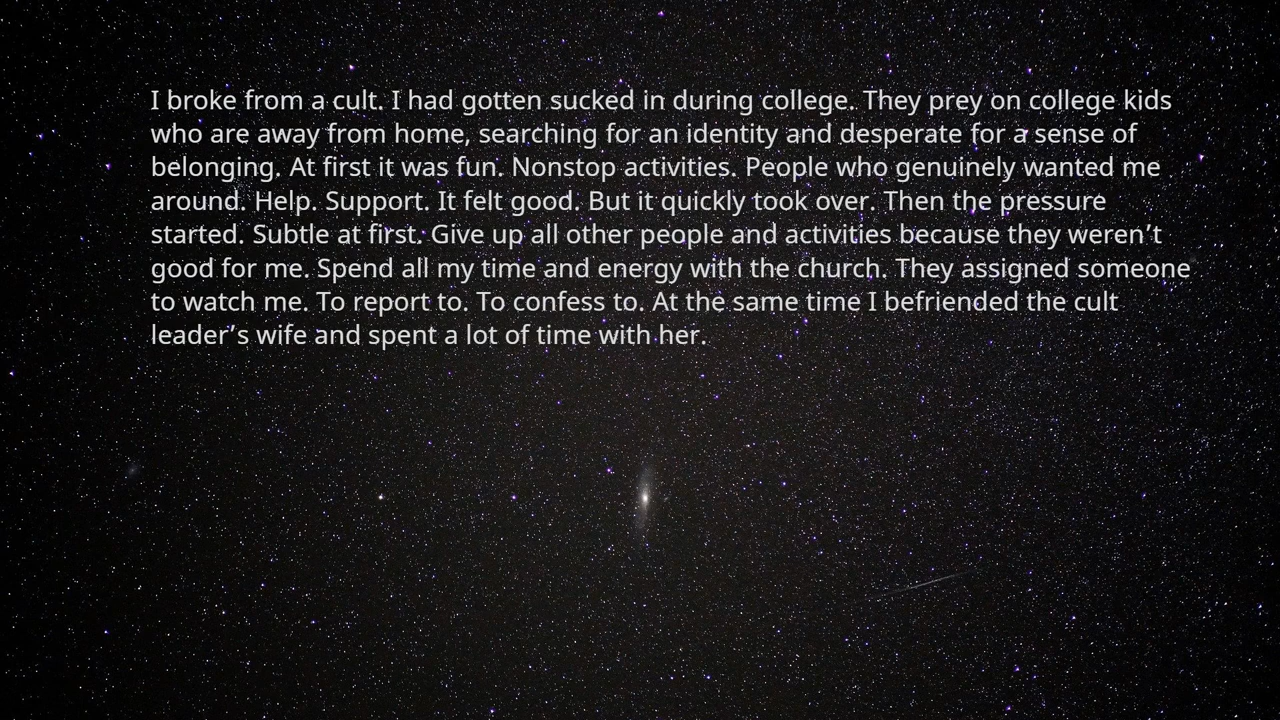 I broke from a cult. I had gotten sucked in during college. They prey on college kids
who are away from home, searching for an identity and desperate for a sense of
belonging. At first it was fun. Nonstop activities. People who genuinely wanted me
around. Help. Support. It felt good. But it quickly took over. Then the pressure
started. Subtle at first. Give up all other people and activities because they weren’t
good for me. Spend all my time and energy with the church. They assigned someone
to watch me. To report to. To confess to. At the same time I befriended the cult
leader’s wife and spent a lot of time with her.